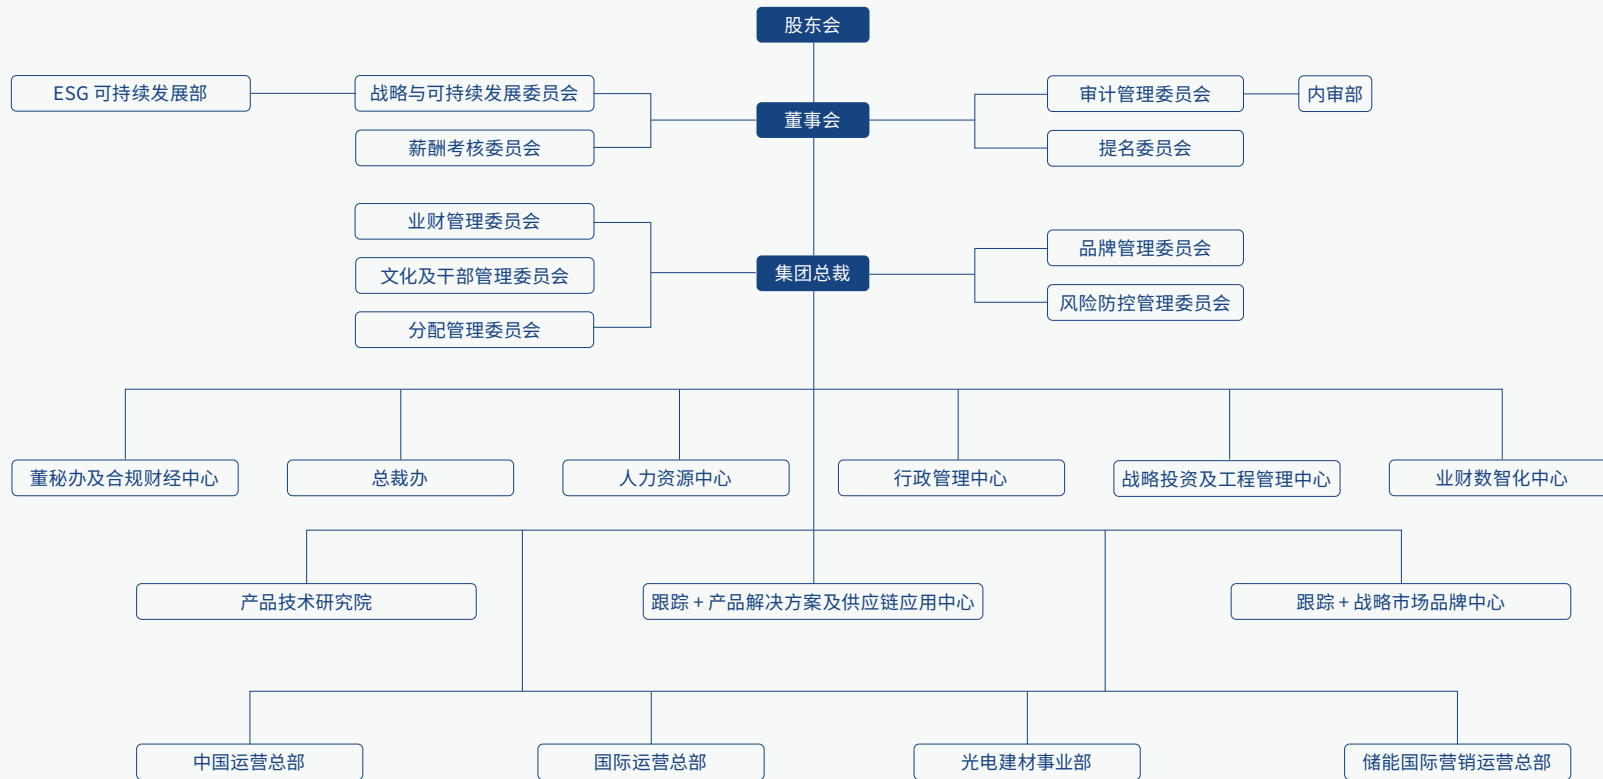 股东会
ESG 可持续发展部
战略与可持续发展委员会
审计管理委员会
内审部
董事会
薪酬考核委员会
提名委员会
业财管理委员会
品牌管理委员会
文化及干部管理委员会
集团总裁
风险防控管理委员会
分配管理委员会
董秘办及合规财经中心
总裁办
人力资源中心
行政管理中心
战略投资及工程管理中心
业财数智化中心
产品技术研究院
跟踪 + 产品解决方案及供应链应用中心
跟踪 + 战略市场品牌中心
中国运营总部
国际运营总部
光电建材事业部
储能国际营销运营总部